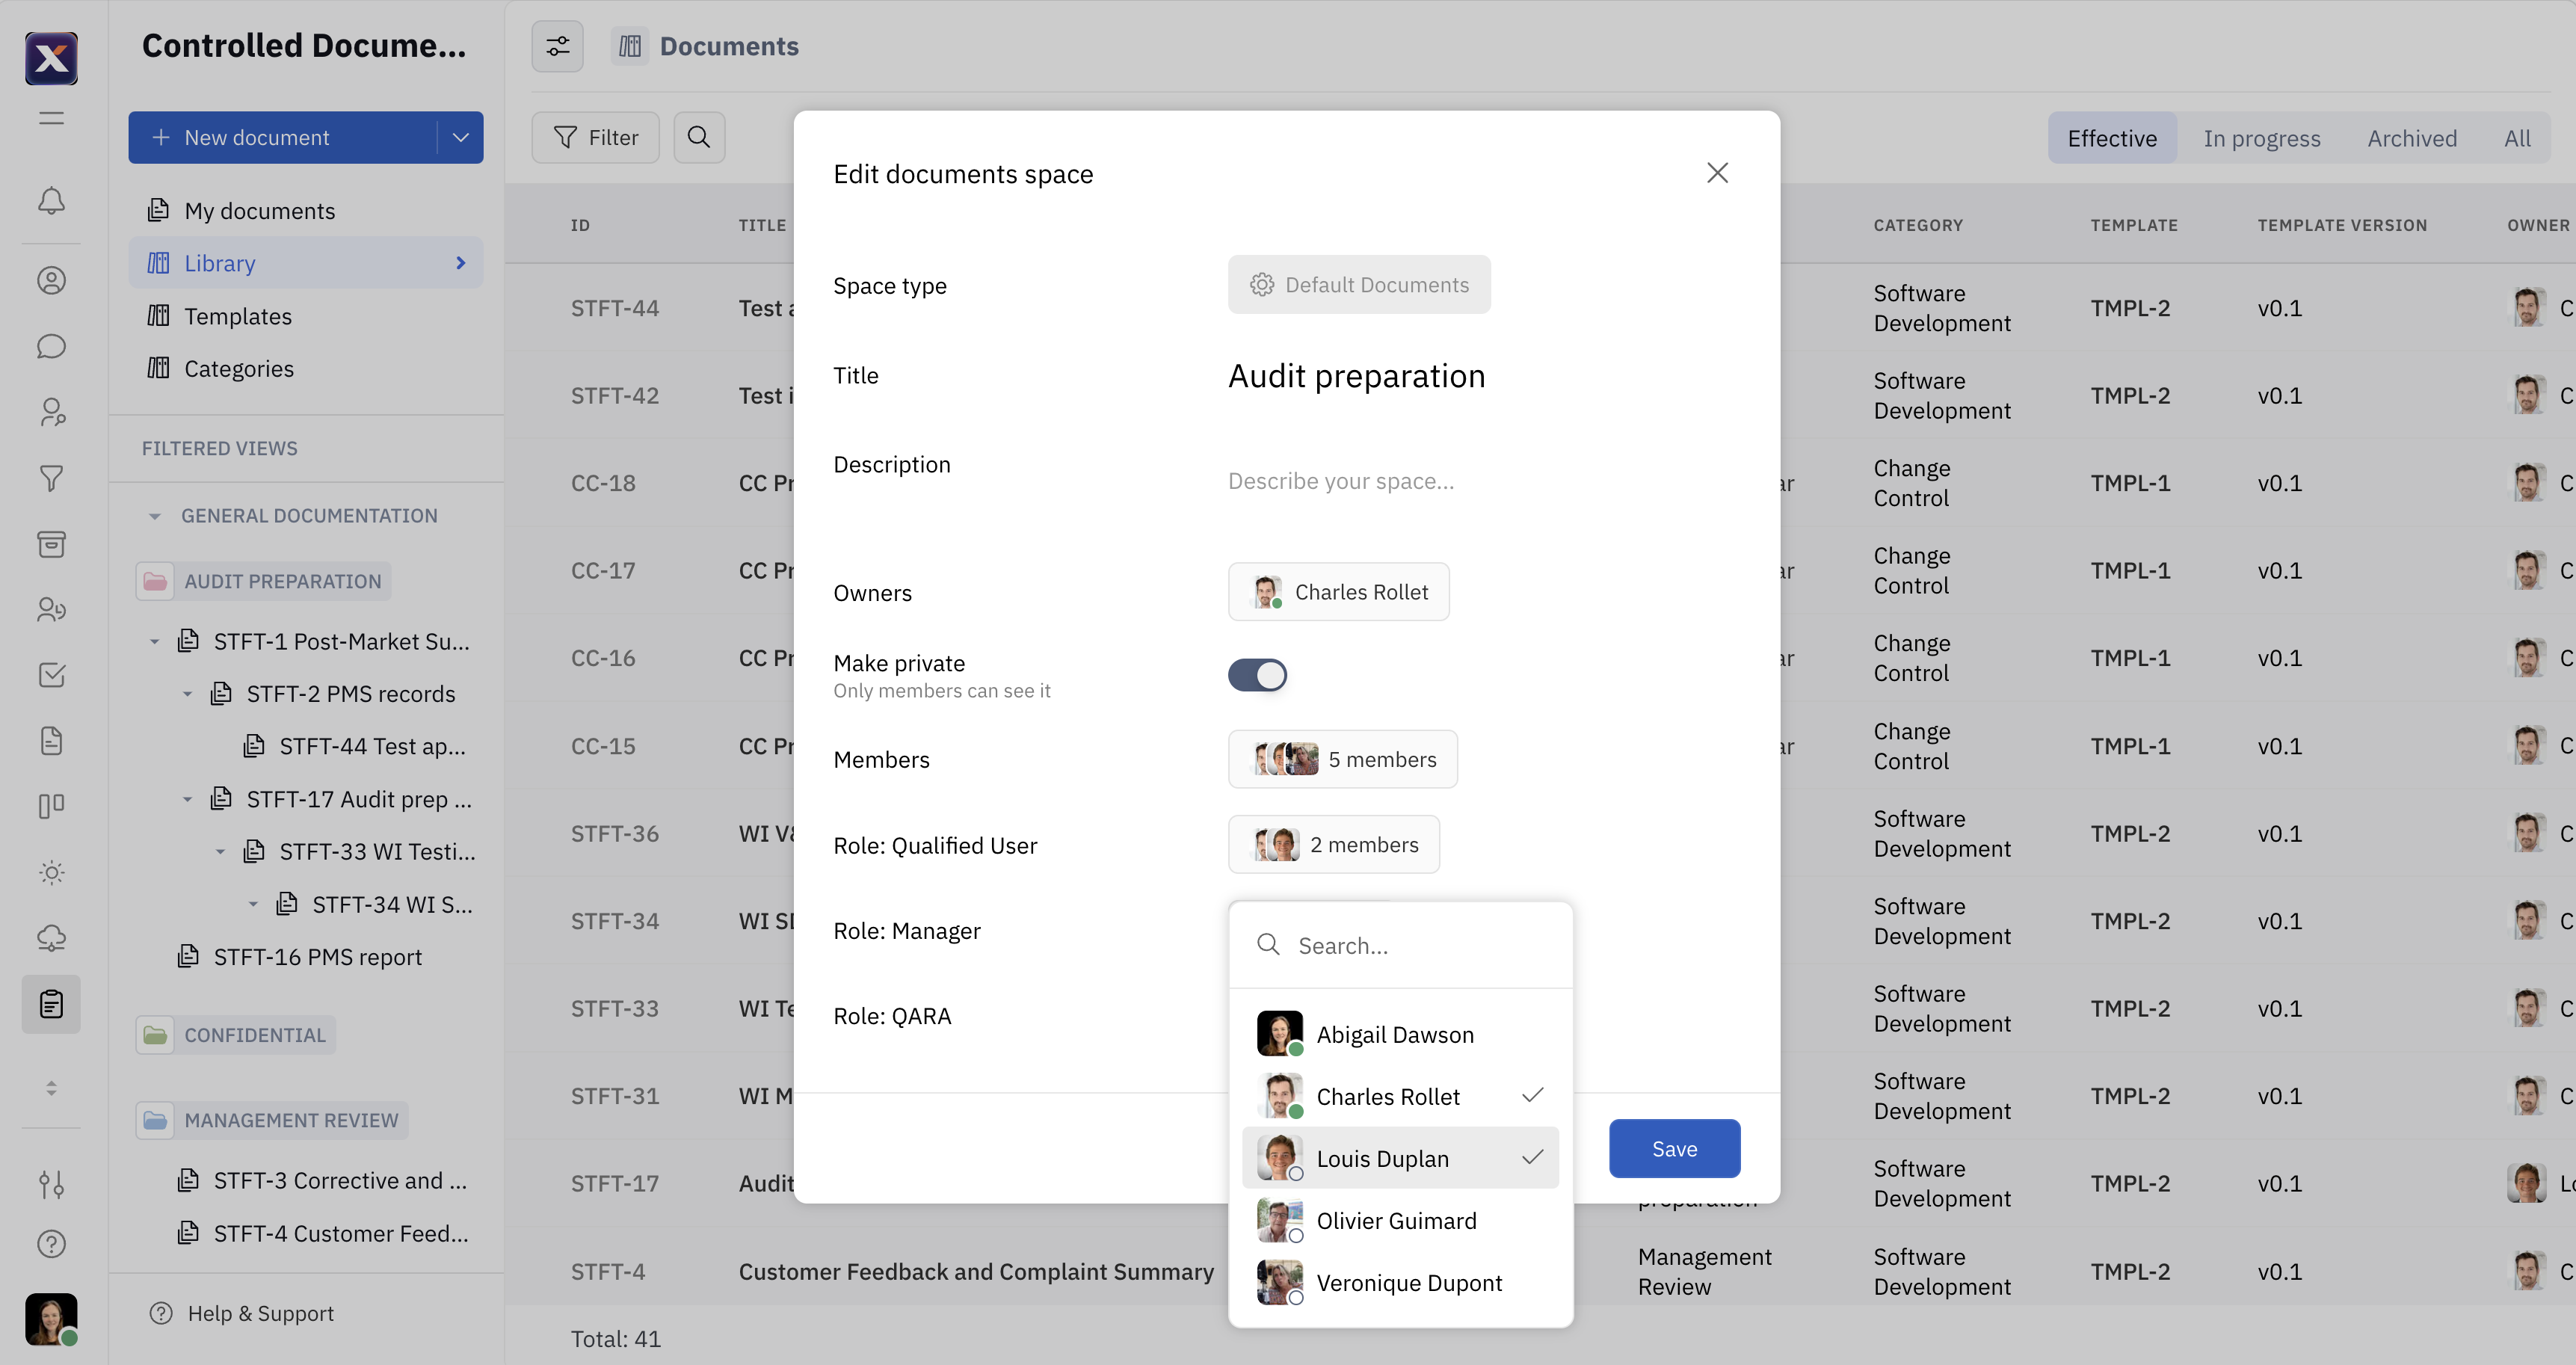 Controlled Docume...
New document
My documents
Library
Templates
Categories
FILTERED VIEWS
GENERAL DOCUMENTATION
AUDIT PREPARATION
STFT-1 Post-Market Su...
STFT-2 PMS records
STFT-44 Test ap...
STFT-17 Audit prep ...
STFT-33 WI Testi...
STFT-34 WI S...
STFT-16 PMS report
CONFIDENTIAL
MANAGEMENT REVIEW
STFT-3 Corrective and ...
STFT-4 Customer Feed...
Help & Support
Documents
Filter
Effective In progress Archived All
ID TITLE CATEGORY TEMPLATE TEMPLATE VERSION OWNER
STFT-44 Test a Software Development TMPL-2 v0.1 C
STFT-42 Test i Software Development TMPL-2 v0.1 C
CC-18 CC Pr ar Change Control TMPL-1 v0.1 C
CC-17 CC Pr ar Change Control TMPL-1 v0.1 C
CC-16 CC Pr ar Change Control TMPL-1 v0.1 C
CC-15 CC Pr ar Change Control TMPL-1 v0.1 C
STFT-36 WI V& Software Development TMPL-2 v0.1 C
STFT-34 WI SD Software Development TMPL-2 v0.1 C
STFT-33 WI Te Software Development TMPL-2 v0.1 C
STFT-31 WI M Software Development TMPL-2 v0.1 C
STFT-17 Audit preparation Software Development TMPL-2 v0.1 Lo
STFT-4 Customer Feedback and Complaint Summary Management Review Software Development TMPL-2 v0.1 C
Total: 41
Edit documents space
Space type
Default Documents
Title
Audit preparation
Description
Describe your space...
Owners
Charles Rollet
Make private
Only members can see it
Members
5 members
Role: Qualified User
2 members
Role: Manager
Role: QARA
Search...
Abigail Dawson
Charles Rollet
Louis Duplan
Olivier Guimard
Veronique Dupont
Save